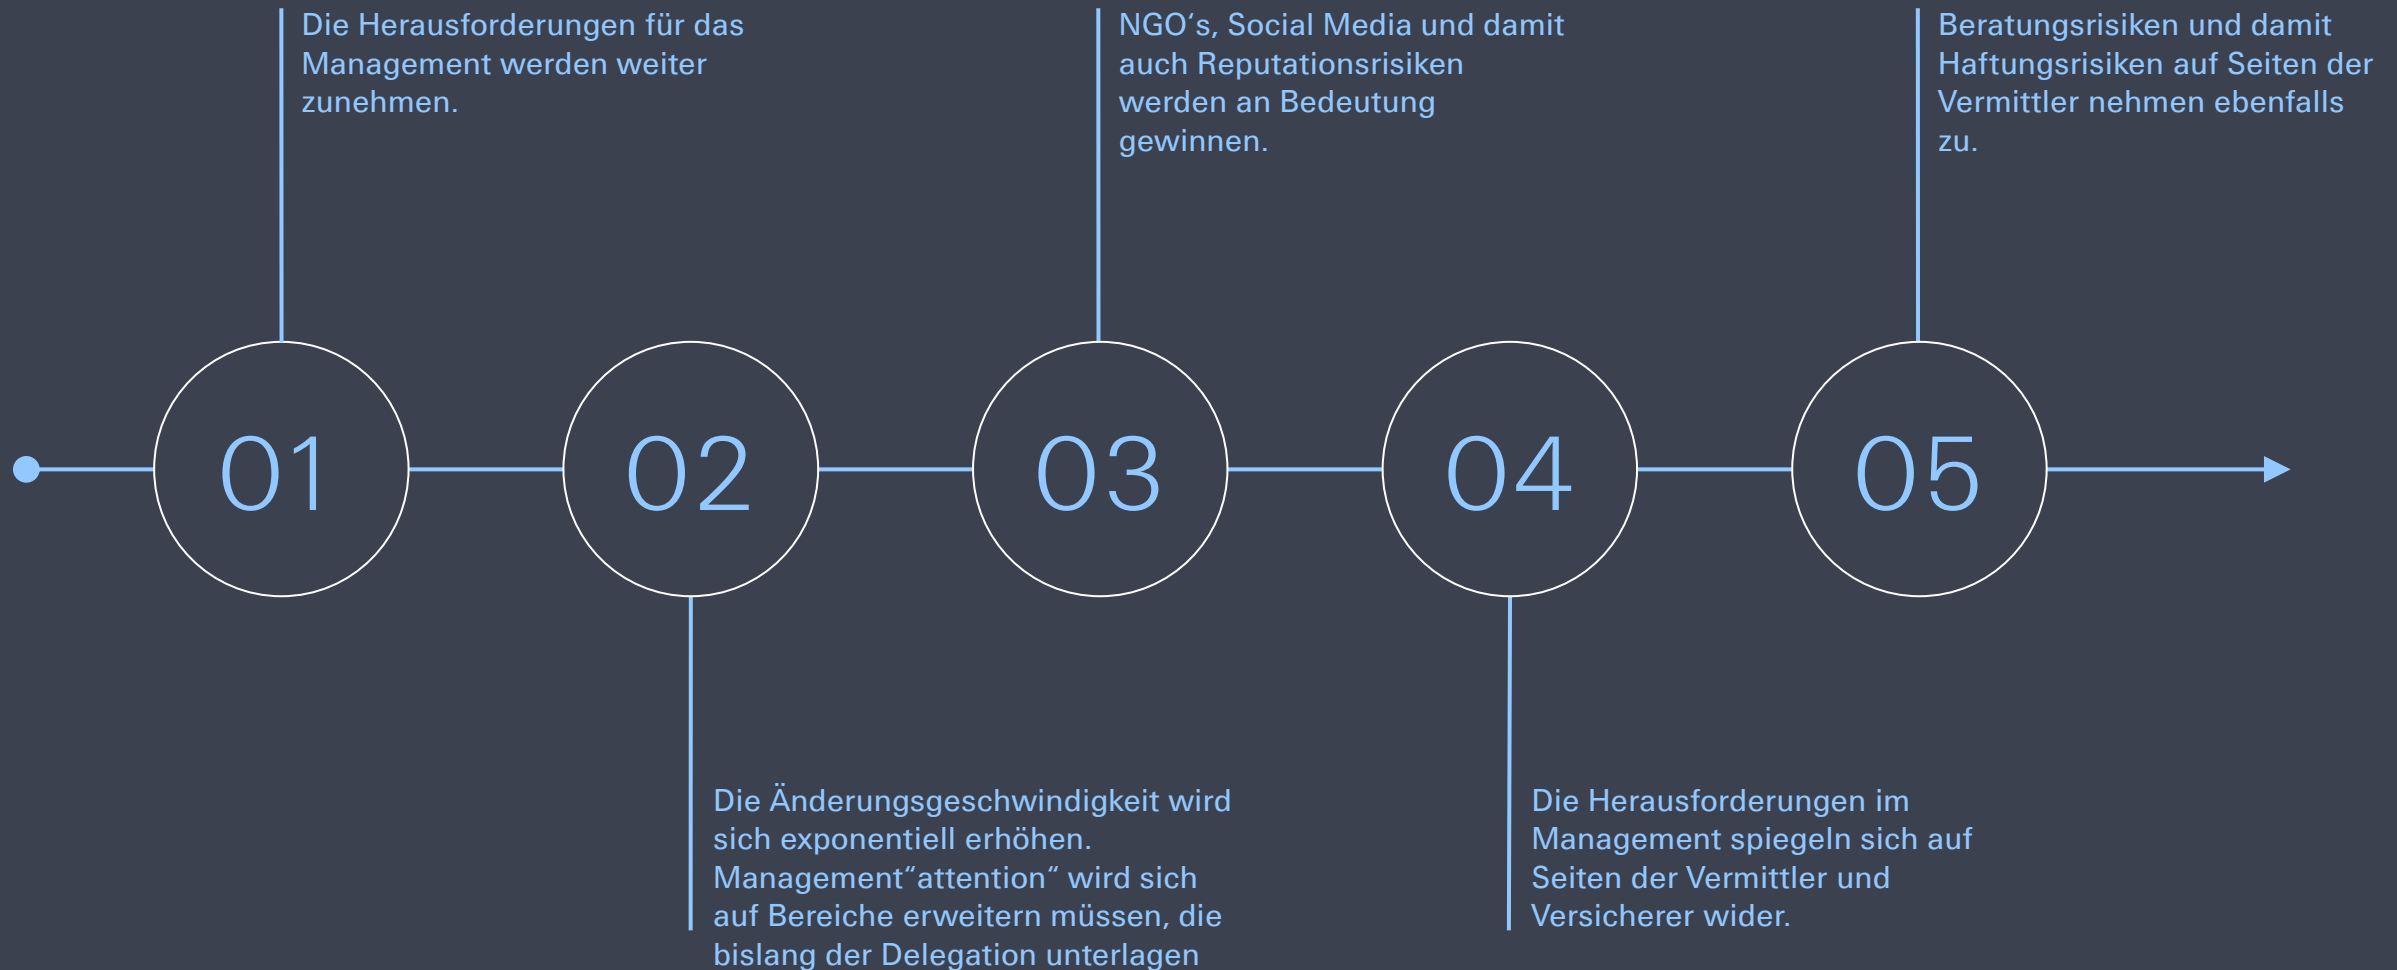 Die Herausforderungen für das
Management werden weiter
zunehmen.
NGO‘s, Social Media und damit
auch Reputationsrisiken
werden an Bedeutung
gewinnen.
Beratungsrisiken und damit
Haftungsrisiken auf Seiten der
Vermittler nehmen ebenfalls
zu.
01
02
03
04
05
Die Änderungsgeschwindigkeit wird
sich exponentiell erhöhen.
Management“attention“ wird sich
auf Bereiche erweitern müssen, die
bislang der Delegation unterlagen
Die Herausforderungen im
Management spiegeln sich auf
Seiten der Vermittler und
Versicherer wider.